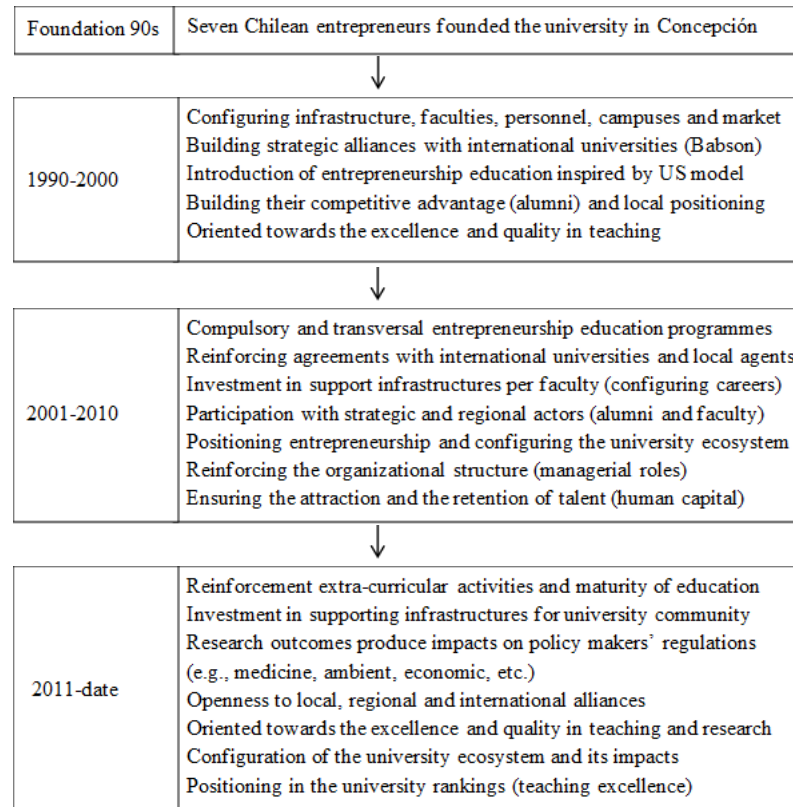 Foundation 90s
Seven Chilean entrepreneurs founded the university in Concepción
1990-2000
Configuring infrastructure, faculties, personnel, campuses and market
Building strategic alliances with international universities (Babson)
Introduction of entrepreneurship education inspired by US model
Building their competitive advantage (alumni) and local positioning
Oriented towards the excellence and quality in teaching
2001-2010
Compulsory and transversal entrepreneurship education programmes
Reinforcing agreements with international universities and local agents
Investment in support infrastructures per faculty (configuring careers)
Participation with strategic and regional actors (alumni and faculty)
Positioning entrepreneurship and configuring the university ecosystem
Reinforcing the organizational structure (managerial roles)
Ensuring the attraction and the retention of talent (human capital)
2011-date
Reinforcement extra-curricular activities and maturity of education
Investment in supporting infrastructures for university community
Research outcomes produce impacts on policy makers’ regulations
(e.g., medicine, ambient, economic, etc.)
Openness to local, regional and international alliances
Oriented towards the excellence and quality in teaching and research
Configuration of the university ecosystem and its impacts
Positioning in the university rankings (teaching excellence)